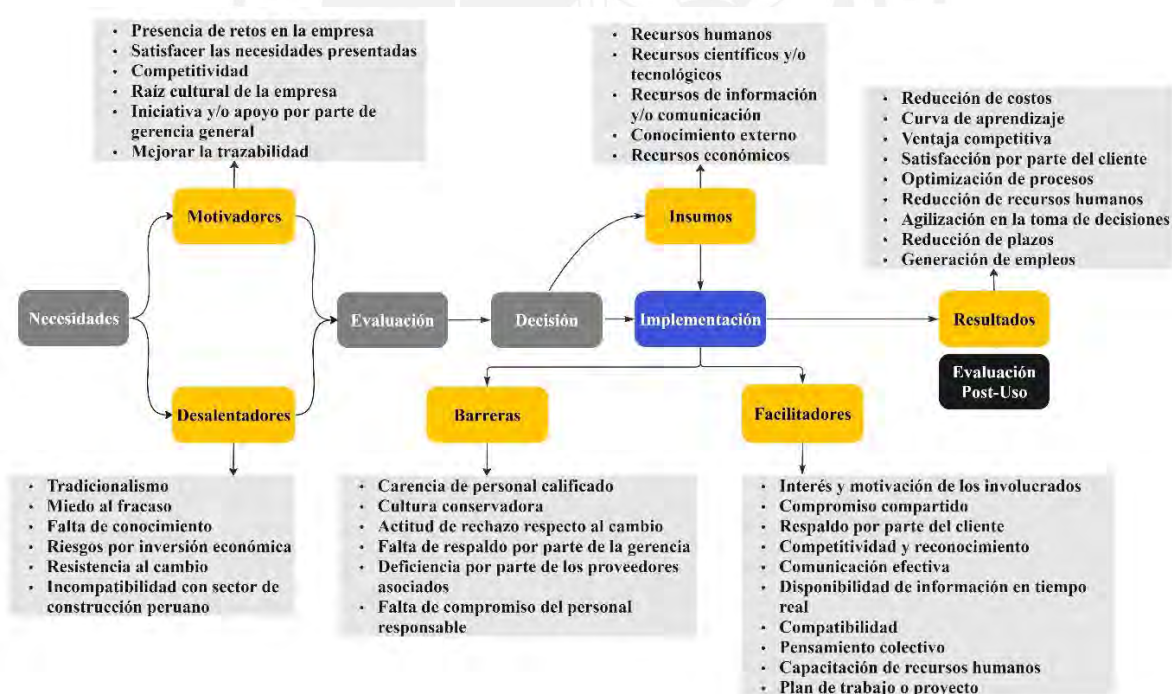 • Presencia de retos en la empresa
• Satisfacer las necesidades presentadas
• Competitividad
• Raíz cultural de la empresa
• Iniciativa y/o apoyo por parte de
gerencia general
• Mejorar la trazabilidad
• Recursos humanos
• Recursos científicos y/o
tecnológicos
• Recursos de información
y/o comunicación
• Conocimiento externo
• Recursos económicos
• Reducción de costos
• Curva de aprendizaje
• Ventaja competitiva
• Satisfacción por parte del cliente
• Optimización de procesos
• Reducción de recursos humanos
• Agilización en la toma de decisiones
• Reducción de plazos
• Generación de empleos
Motivadores
Insumos
Necesidades
Evaluación
Decisión
Implementación
Resultados
Evaluación
Post-Uso
Desalentadores
Barreras
Facilitadores
• Tradicionalismo
• Miedo al fracaso
• Falta de conocimiento
• Riesgos por inversión económica
• Resistencia al cambio
• Incompatibilidad con sector de
construcción peruano
• Carencia de personal calificado
• Cultura conservadora
• Actitud de rechazo respecto al cambio
• Falta de respaldo por parte de la gerencia
• Deficiencia por parte de los proveedores
asociados
• Falta de compromiso del personal
responsable
• Interés y motivación de los involucrados
• Compromiso compartido
• Respaldo por parte del cliente
• Competitividad y reconocimiento
• Comunicación efectiva
• Disponibilidad de información en tiempo
real
• Compatibilidad
• Pensamiento colectivo
• Capacitación de recursos humanos
• Plan de trabajo o proyecto